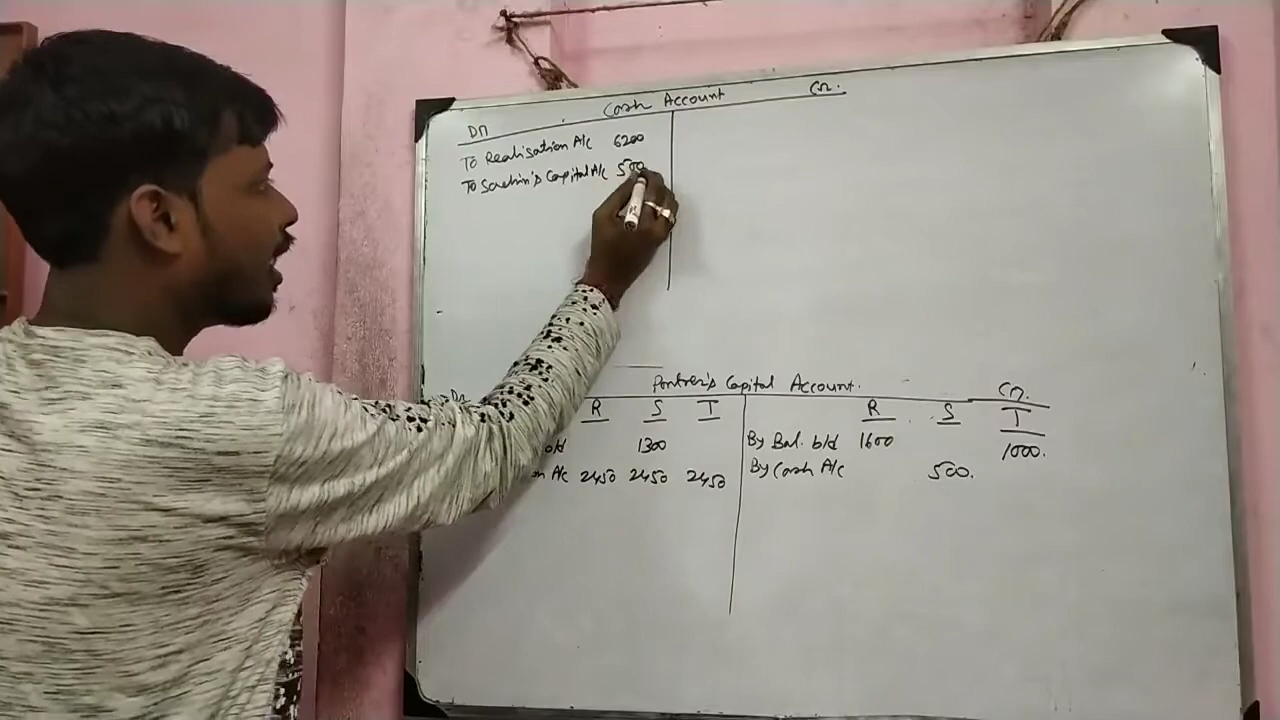 Cash Account
Dr Cr.
To Realisation A/c 6200
To Sachin's Capital A/c 500
Partner's Capital Account.
Dr Cr.
R S T R S T
b/d 1300 By Bal. b/d 1600 1000.
A/c 2450 2450 2450 By Cash A/c 500.